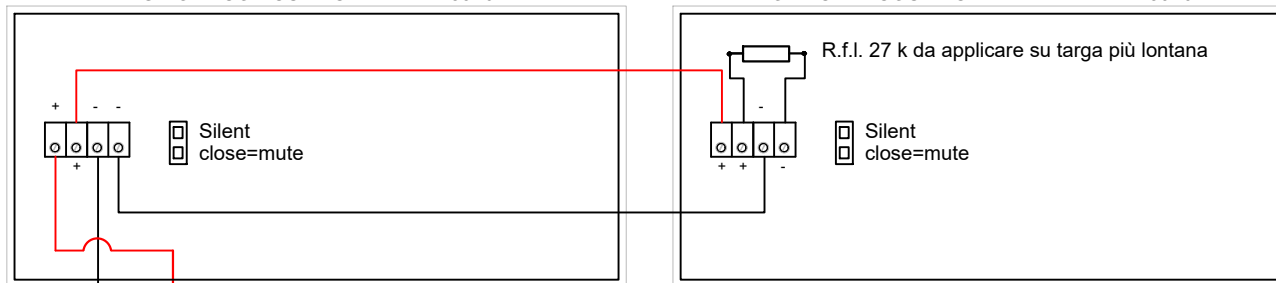 R.f.l. 27 k da applicare su targa più lontana
+ - -
+
Silent
close=mute
-
+ + -
Silent
close=mute